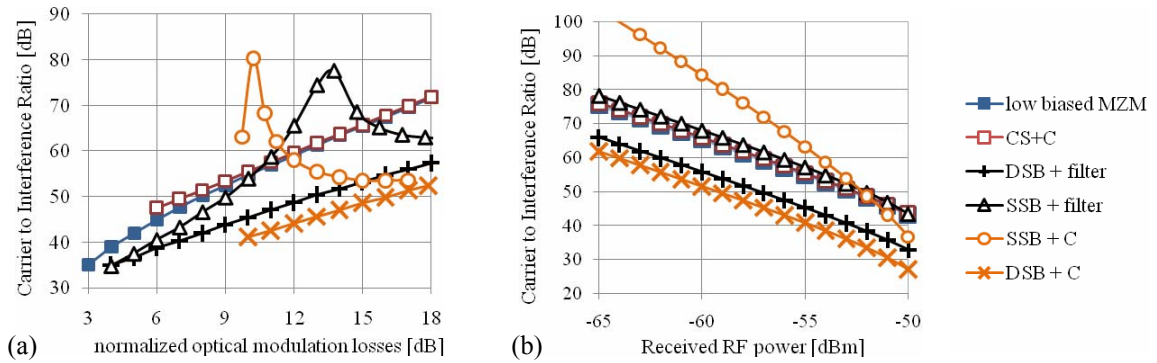 Carrier to Interference Ratio [dB]
90
80
70
60
50
40
30
3
6
9
12
15
18
(a)
normalized optical modulation losses [dB]
Carrier to Interference Ratio [dB]
100
90
80
70
60
50
40
30
20
-65
-60
-55
-50
(b)
Received RF power [dBm]
low biased MZM
CS+C
DSB + filter
SSB + filter
SSB + C
DSB + C